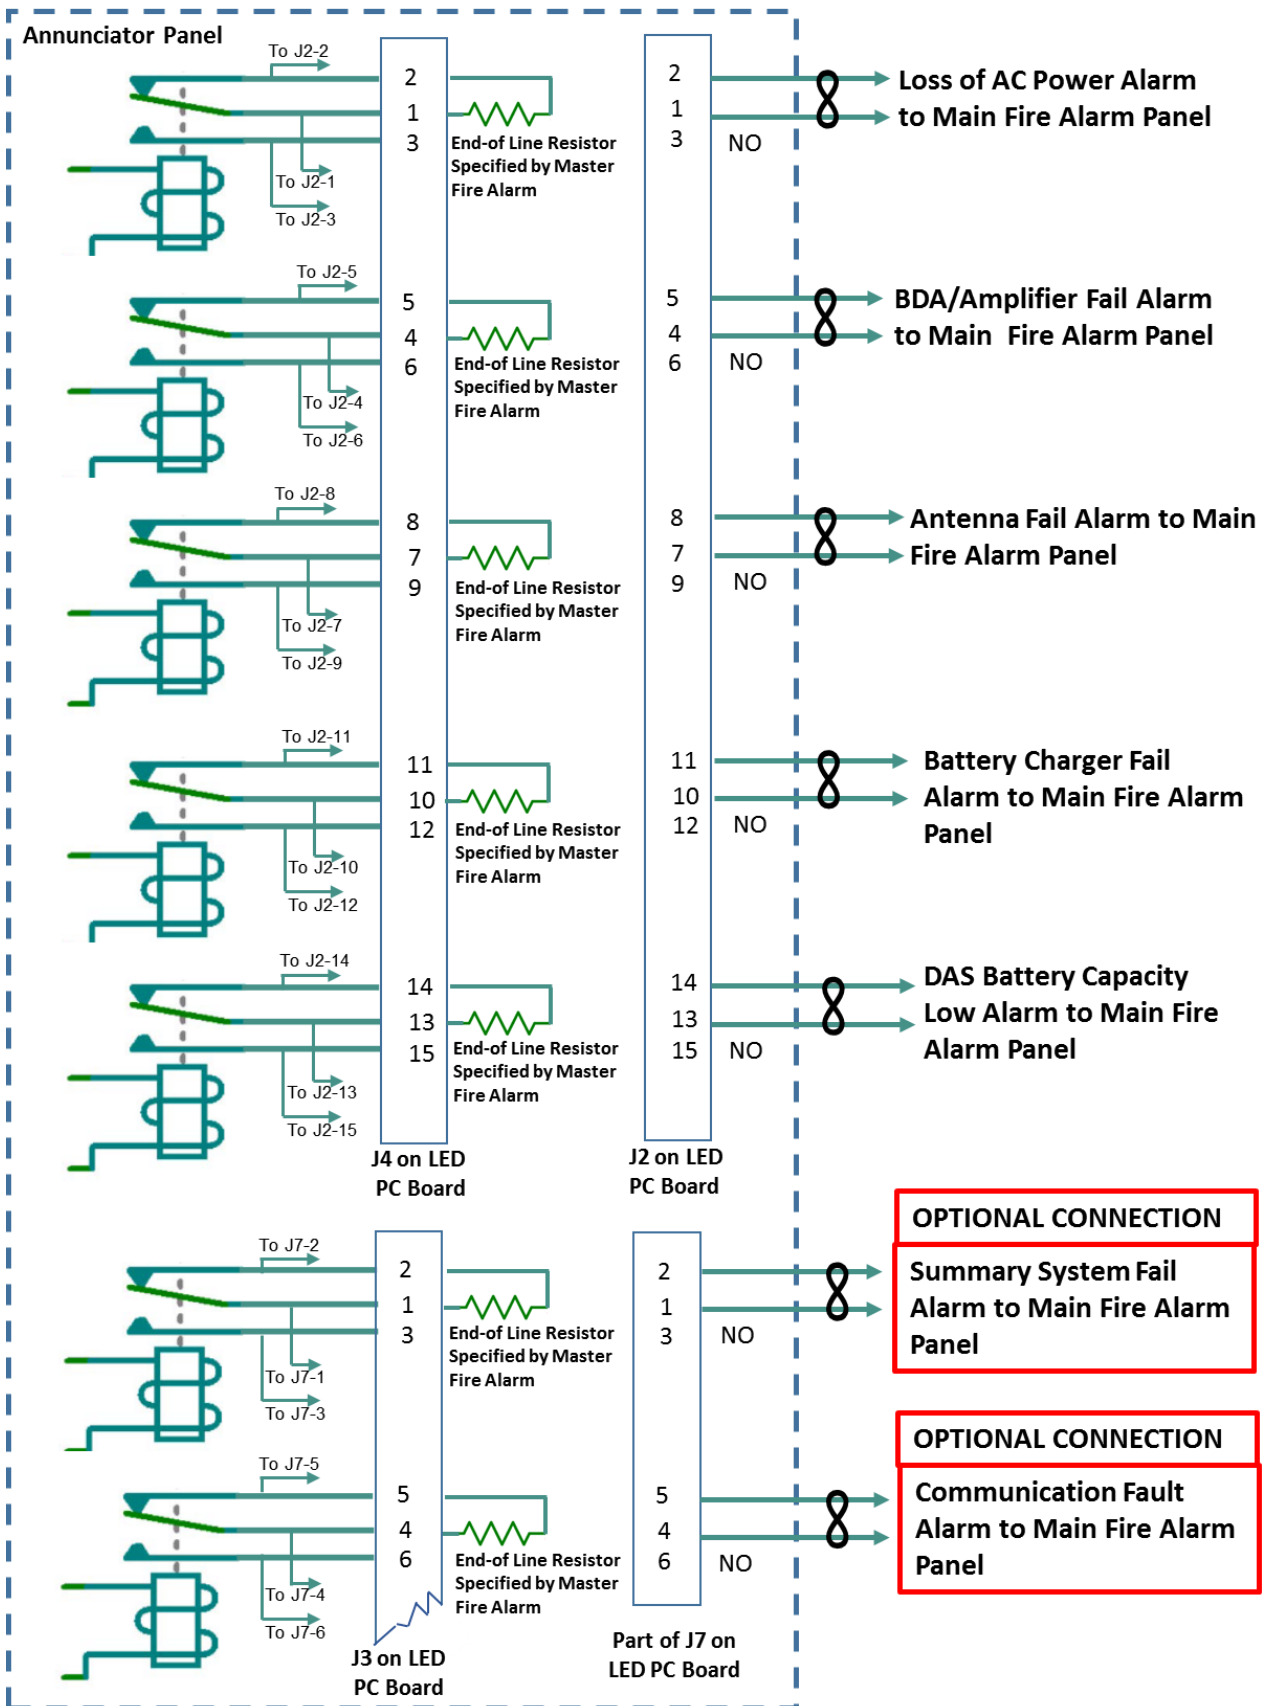 Annunciator Panel
To J2-2
2
1
3
To J2-1
To J2-3
End-of Line Resistor
Specified by Master
Fire Alarm
2
1
3
NO
Loss of AC Power Alarm
to Main Fire Alarm Panel
To J2-5
5
4
6
To J2-4
To J2-6
End-of Line Resistor
Specified by Master
Fire Alarm
5
4
6
NO
BDA/Amplifier Fail Alarm
to Main Fire Alarm Panel
To J2-8
8
7
9
To J2-7
To J2-9
End-of Line Resistor
Specified by Master
Fire Alarm
8
7
9
NO
Antenna Fail Alarm to Main
Fire Alarm Panel
To J2-11
11
10
12
To J2-10
To J2-12
End-of Line Resistor
Specified by Master
Fire Alarm
11
10
12
NO
Battery Charger Fail
Alarm to Main Fire Alarm
Panel
To J2-14
14
13
15
To J2-13
To J2-15
End-of Line Resistor
Specified by Master
Fire Alarm
14
13
15
NO
DAS Battery Capacity
Low Alarm to Main Fire
Alarm Panel
J4 on LED
PC Board
J2 on LED
PC Board
To J7-2
2
1
3
To J7-1
To J7-3
End-of Line Resistor
Specified by Master
Fire Alarm
2
1
3
NO
OPTIONAL CONNECTION
Summary System Fail
Alarm to Main Fire Alarm
Panel
To J7-5
5
4
6
To J7-4
To J7-6
End-of Line Resistor
Specified by Master
Fire Alarm
5
4
6
NO
OPTIONAL CONNECTION
Communication Fault
Alarm to Main Fire Alarm
Panel
J3 on LED
PC Board
Part of J7 on
LED PC Board